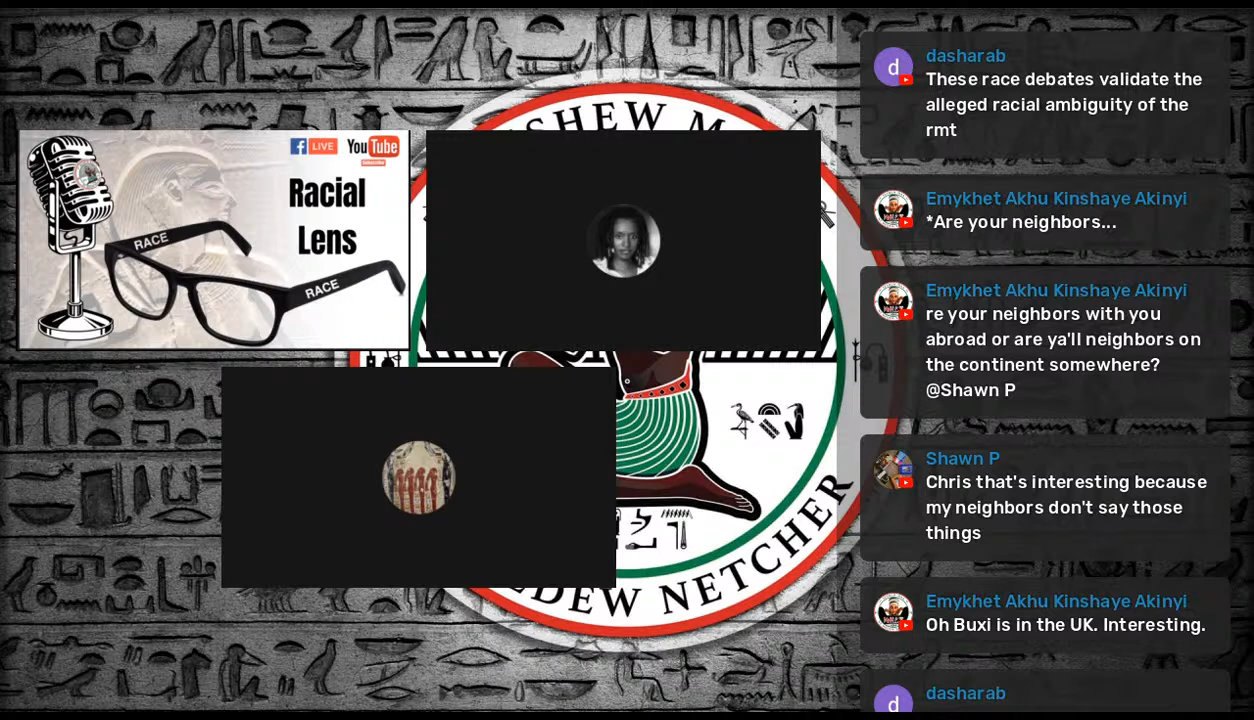 f LIVE YouTube
Racial
Lens
RACE
RACE
SHEW M
DEW NETCHER
d
dasharab
These race debates validate the
alleged racial ambiguity of the
rmt
Emykhet Akhu Kinshaye Akinyi
*Are your neighbors...
Emykhet Akhu Kinshaye Akinyi
re your neighbors with you
abroad or are ya'll neighbors on
the continent somewhere?
@Shawn P
Shawn P
Chris that's interesting because
my neighbors don't say those
things
Emykhet Akhu Kinshaye Akinyi
Oh Buxi is in the UK. Interesting.
d
dasharab